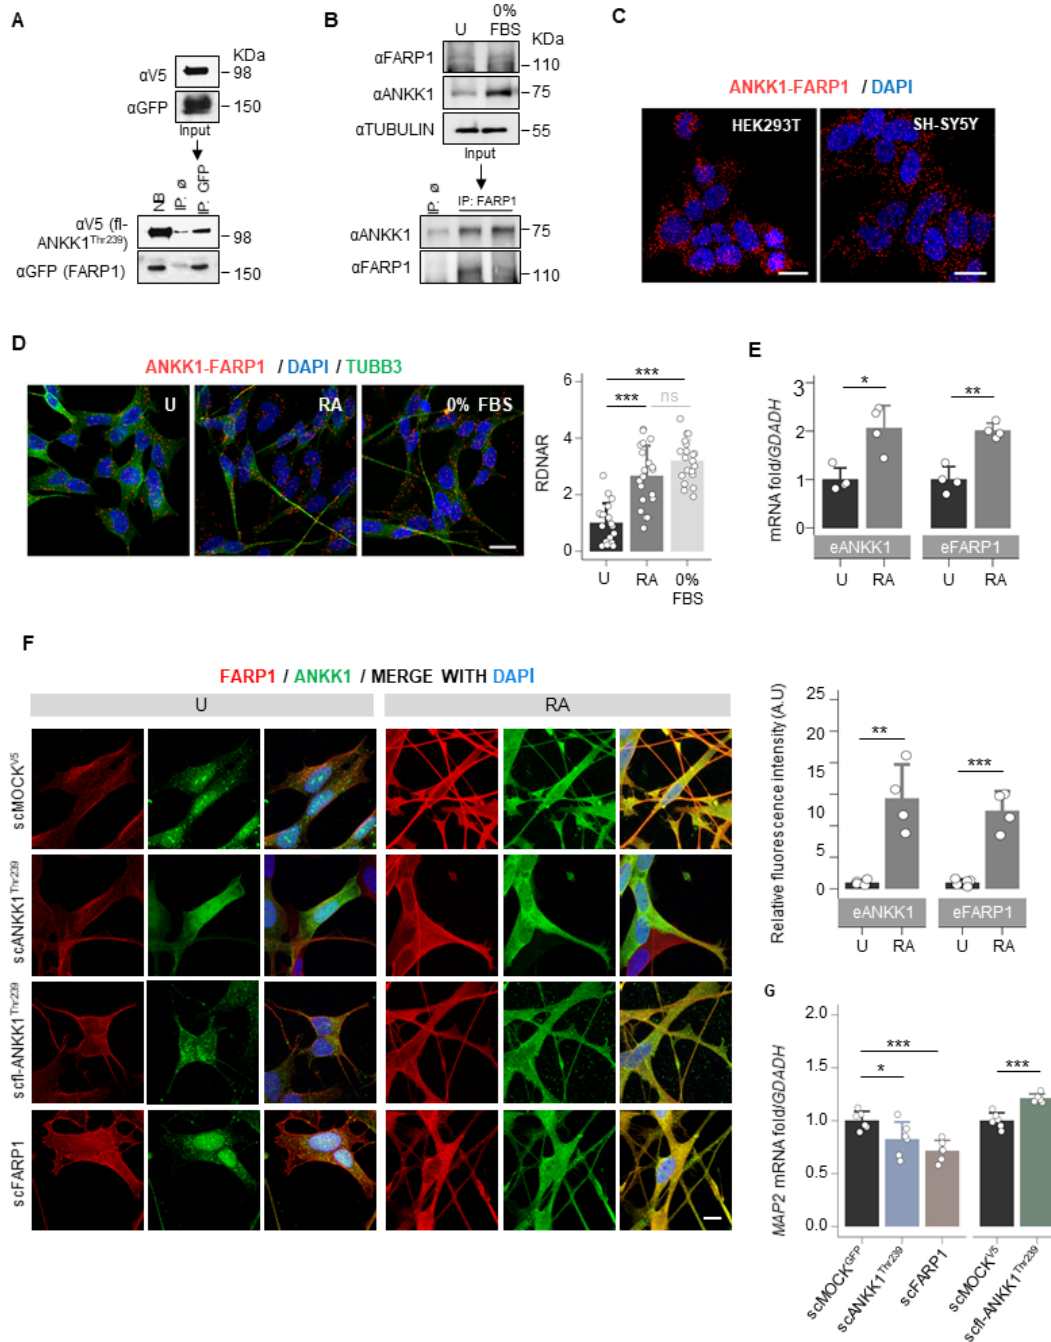 A
KDa
αV5
98
αGFP
150
Input
NB
IP: ø
IP: GFP
αV5 (fl-
ANKK1Thr239)
98
αGFP (FARP1)
150
B
0%
U
FBS
KDa
αFARP1
110
αANKK1
75
αTUBULIN
55
Input
IP: ø
IP: FARP1
αANKK1
75
αFARP1
110
C
ANKK1-FARP1 / DAPI
HEK293T
SH-SY5Y
D
ANKK1-FARP1 / DAPI / TUBB3
U
RA
0% FBS
RDNAR
6
4
2
0
***
***
ns
U
RA
0%
FBS
E
mRNA fold/GDADH
3
2
1
0
*
**
eANKK1
eFARP1
U
RA
U
RA
F
FARP1 / ANKK1 / MERGE WITH DAPI
U
RA
scMOCKV5
scANKK1Thr239
scfl-ANKK1Thr239
scFARP1
Relative fluorescence intensity (A.U)
25
20
15
10
5
0
**
***
eANKK1
eFARP1
U
RA
U
RA
G
MAP2 mRNA fold/GDADH
2.0
1.5
1.0
0.5
0.0
***
*
***
scMOCKGFP
scANKK1Thr239
scFARP1
scMOCKV5
scfl-ANKK1Thr239